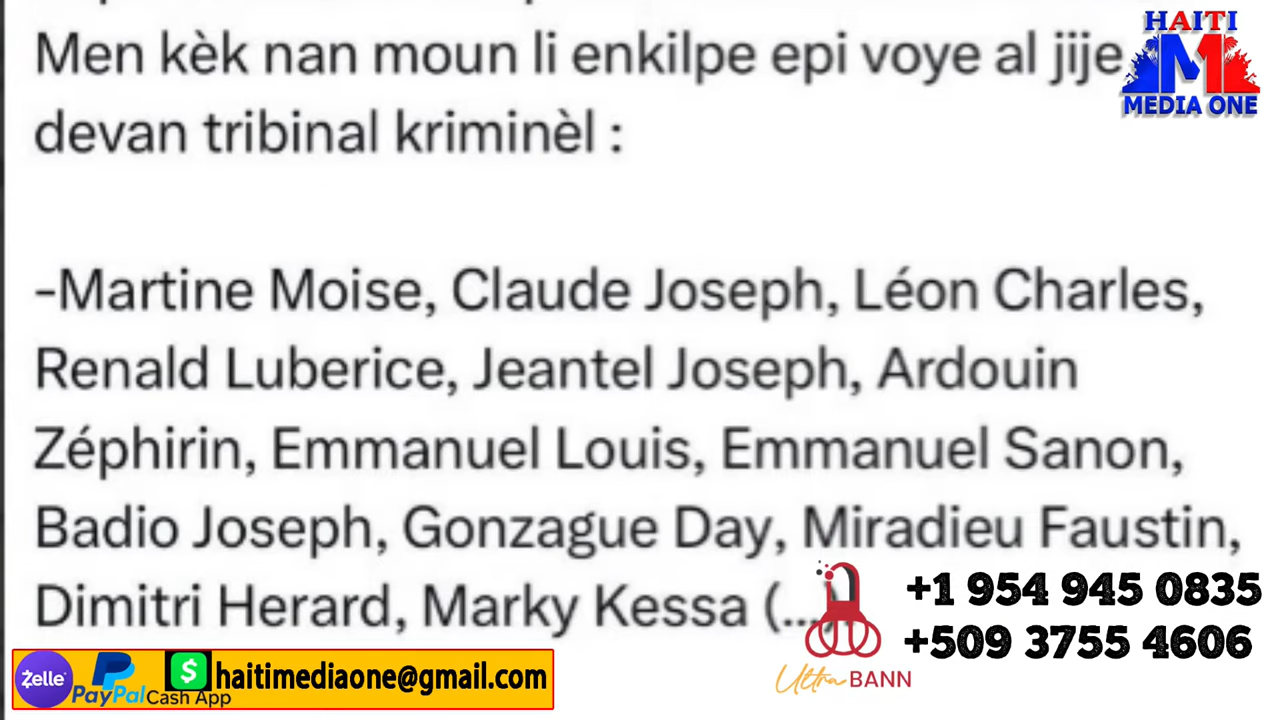 Men kèk nan moun li enkilpe epi voye al jije
devan tribinal kriminèl :
-Martine Moise, Claude Joseph, Léon Charles,
Renald Luberice, Jeantel Joseph, Ardouin
Zéphirin, Emmanuel Louis, Emmanuel Sanon,
Badio Joseph, Gonzague Day, Miradieu Faustin,
Dimitri Herard, Marky Kessa (...)
HAITI
M
MEDIA ONE
+1 954 945 0835
+509 3755 4606
Ultra BANN
Zelle
PayPal
$
Cash App
haitimediaone@gmail.com